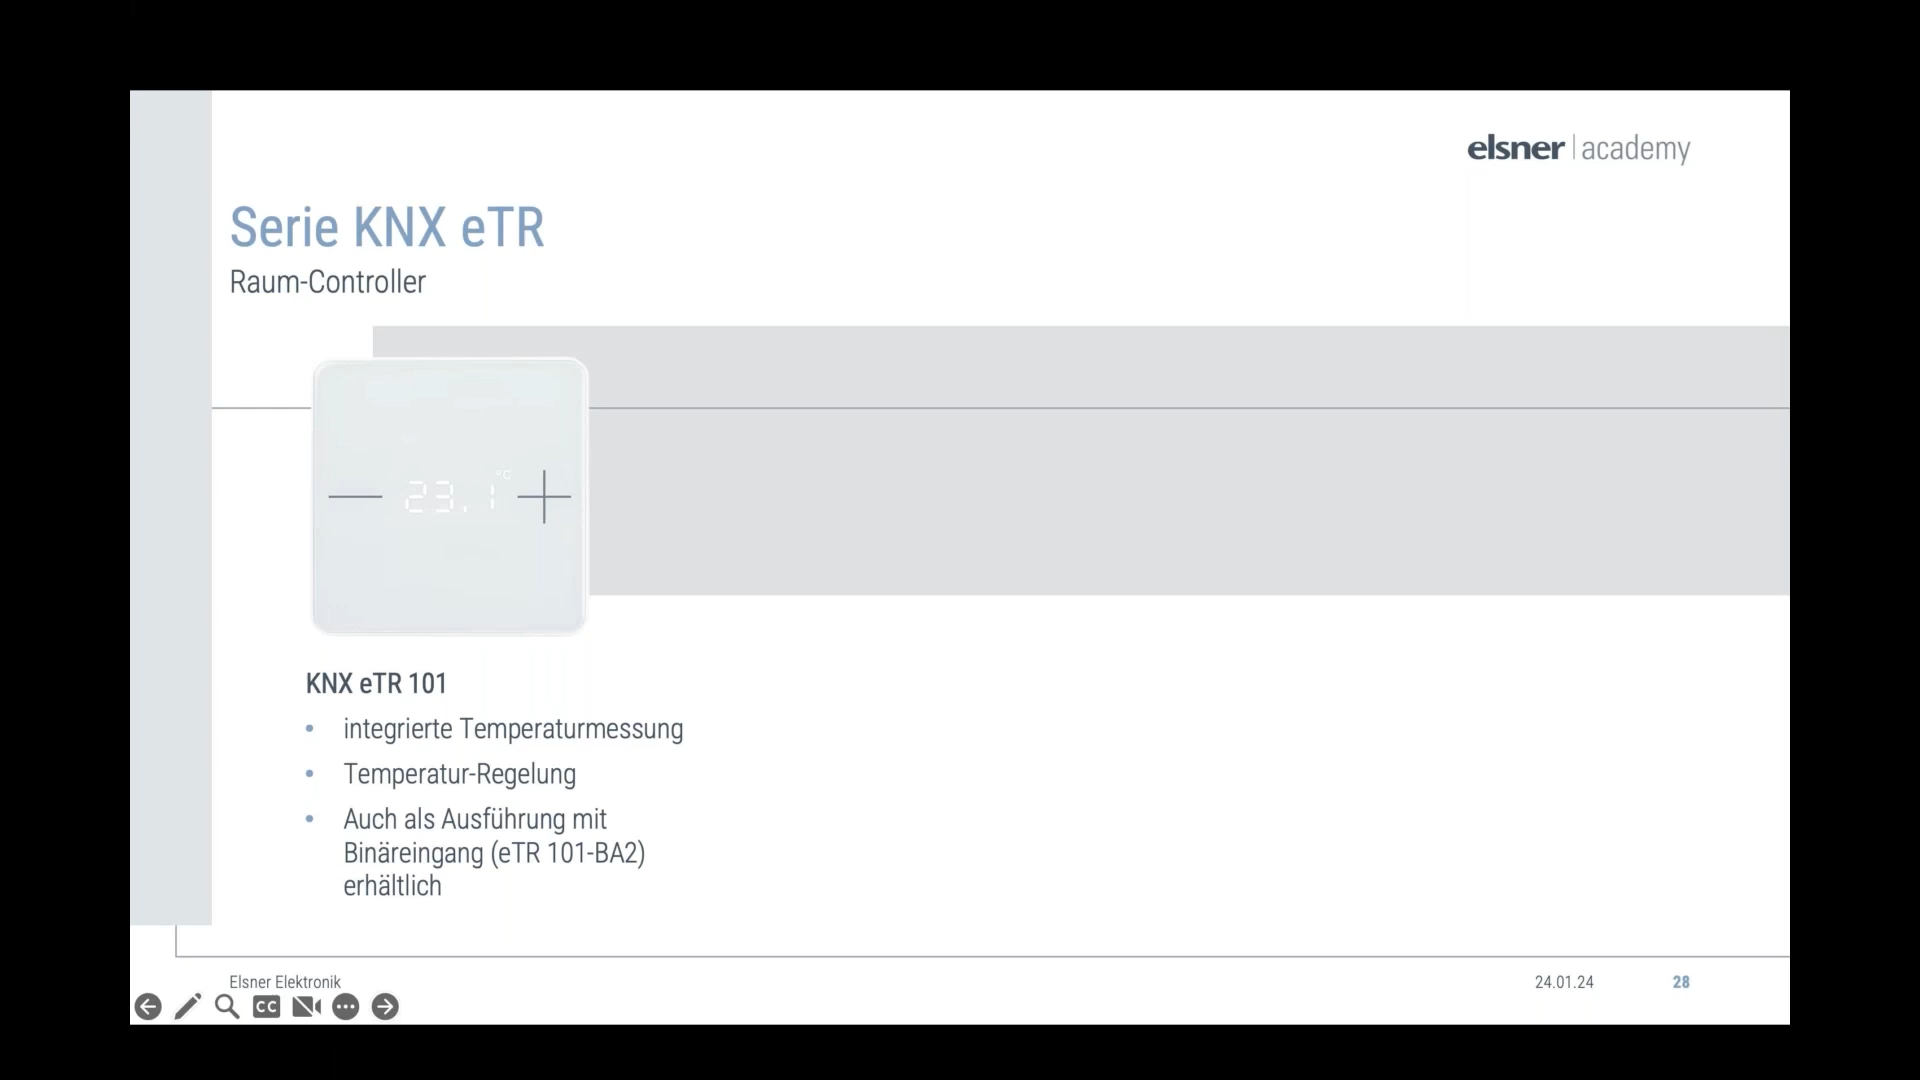 elsner | academy
Serie KNX eTR
Raum-Controller
23.1 °C
KNX eTR 101
• integrierte Temperaturmessung
• Temperatur-Regelung
• Auch als Ausführung mit
Binäreingang (eTR 101-BA2)
erhältlich
Elsner Elektronik
24.01.24
28
CC